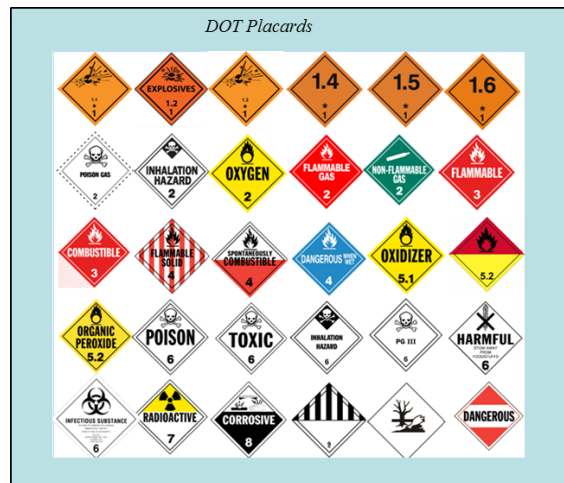 DOT Placards
1.1
*
1
EXPLOSIVES
1.2
1
1.3
*
1
1.4
*
1
1.5
*
1
1.6
*
1
POISON GAS
2
INHALATION
HAZARD
2
OXYGEN
2
FLAMMABLE
GAS
2
NON-FLAMMABLE
GAS
2
FLAMMABLE
3
COMBUSTIBLE
3
FLAMMABLE
SOLID
4
SPONTANEOUSLY
COMBUSTIBLE
4
DANGEROUS WHEN WET
4
OXIDIZER
5.1
5.2
ORGANIC
PEROXIDE
5.2
POISON
6
TOXIC
6
INHALATION
HAZARD
6
PG III
6
HARMFUL
STOW AWAY
FROM
FOODSTUFFS
6
INFECTIOUS SUBSTANCE
6
RADIOACTIVE
7
CORROSIVE
8
9
DANGEROUS